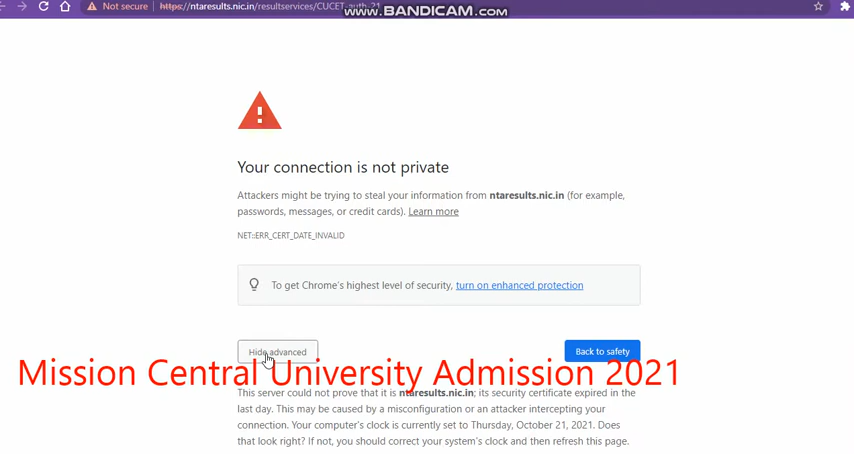 Not secure https://ntaresults.nic.in/resultservices/CUCET-auth-21
www.BANDICAM.com
Your connection is not private
Attackers might be trying to steal your information from ntaresults.nic.in (for example,
passwords, messages, or credit cards). Learn more
NET::ERR_CERT_DATE_INVALID
To get Chrome's highest level of security, turn on enhanced protection
Hide advanced
Back to safety
Mission Central University Admission 2021
This server could not prove that it is ntaresults.nic.in; its security certificate expired in the
last day. This may be caused by a misconfiguration or an attacker intercepting your
connection. Your computer's clock is currently set to Thursday, October 21, 2021. Does
that look right? If not, you should correct your system's clock and then refresh this page.